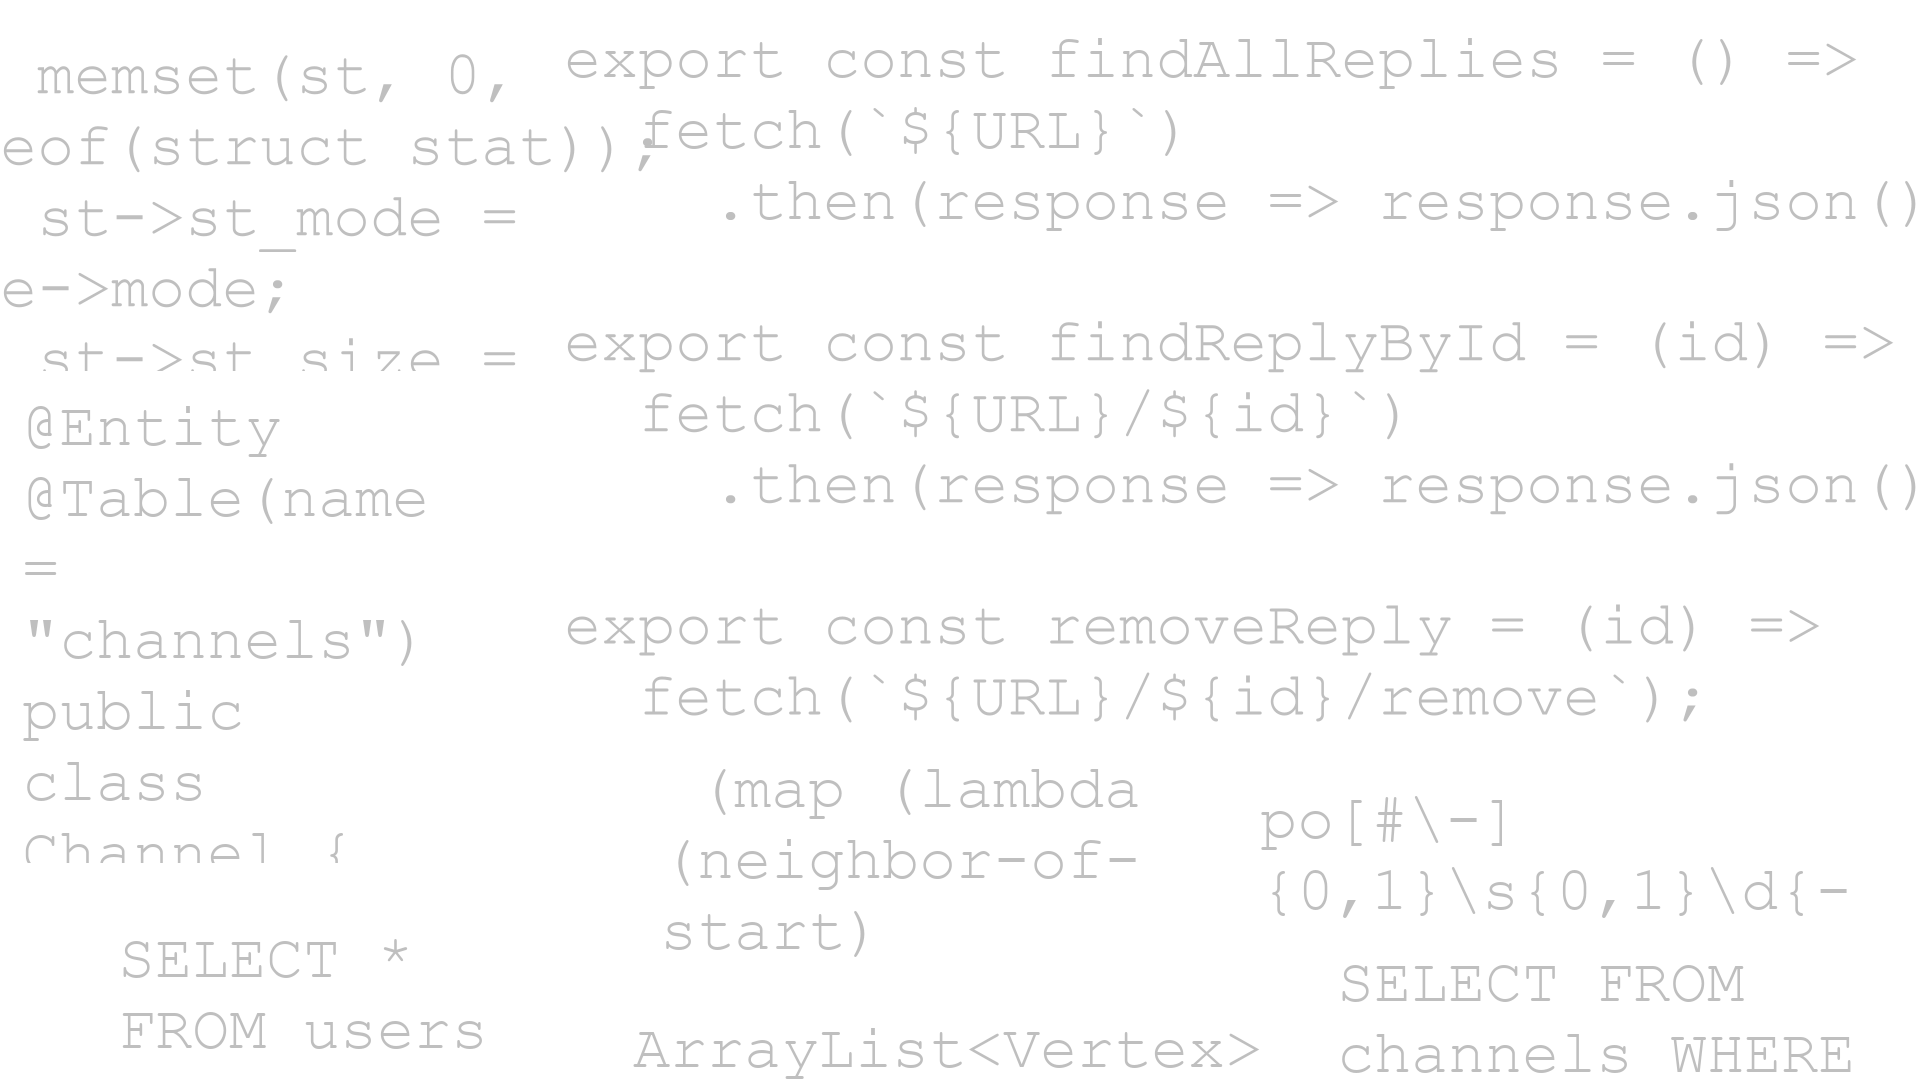 memset(st, 0,
eof(struct stat));
st->st_mode =
e->mode;
st->st_size =
export const findAllReplies = () =>
fetch(`${URL}`)
.then(response => response.json()
export const findReplyById = (id) =>
fetch(`${URL}/${id}`)
.then(response => response.json()
export const removeReply = (id) =>
fetch(`${URL}/${id}/remove`);
@Entity
@Table(name
=
"channels")
public
class
Channel {
(map (lambda
(neighbor-of-
start)
po[#\-]
{0,1}\s{0,1}\d{-
SELECT *
FROM users
ArrayList<Vertex>
SELECT FROM
channels WHERE